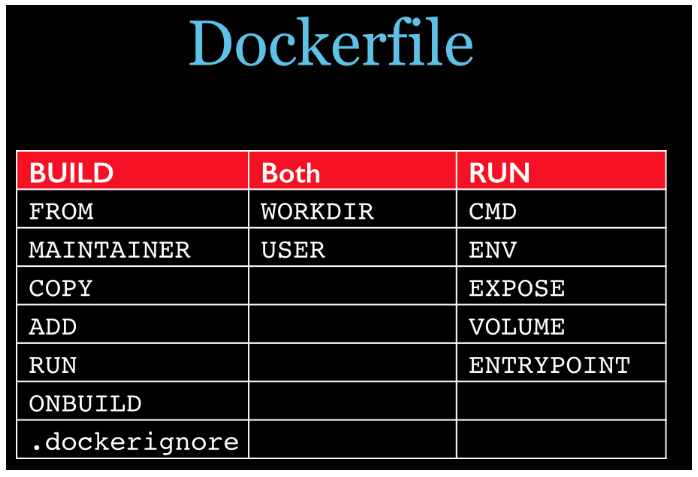 Dockerfile
BUILD Both RUN
FROM WORKDIR CMD
MAINTAINER USER ENV
COPY EXPOSE
ADD VOLUME
RUN ENTRYPOINT
ONBUILD
.dockerignore